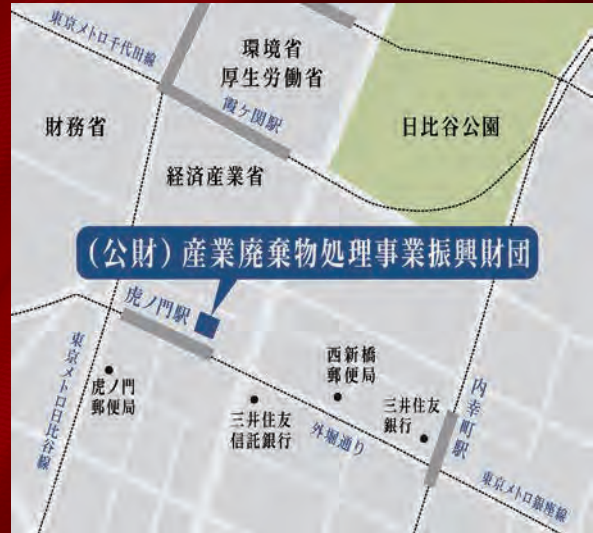 東京メトロ千代田線
環境省
厚生労働省
霞ヶ関駅
日比谷公園
財務省
経済産業省
(公財)産業廃棄物処理事業振興財団
虎ノ門駅
東京メトロ日比谷線
虎ノ門
郵便局
三井住友
信託銀行
西新橋
郵便局
外堀通り
三井住友
銀行
内幸町駅
東京メトロ銀座線